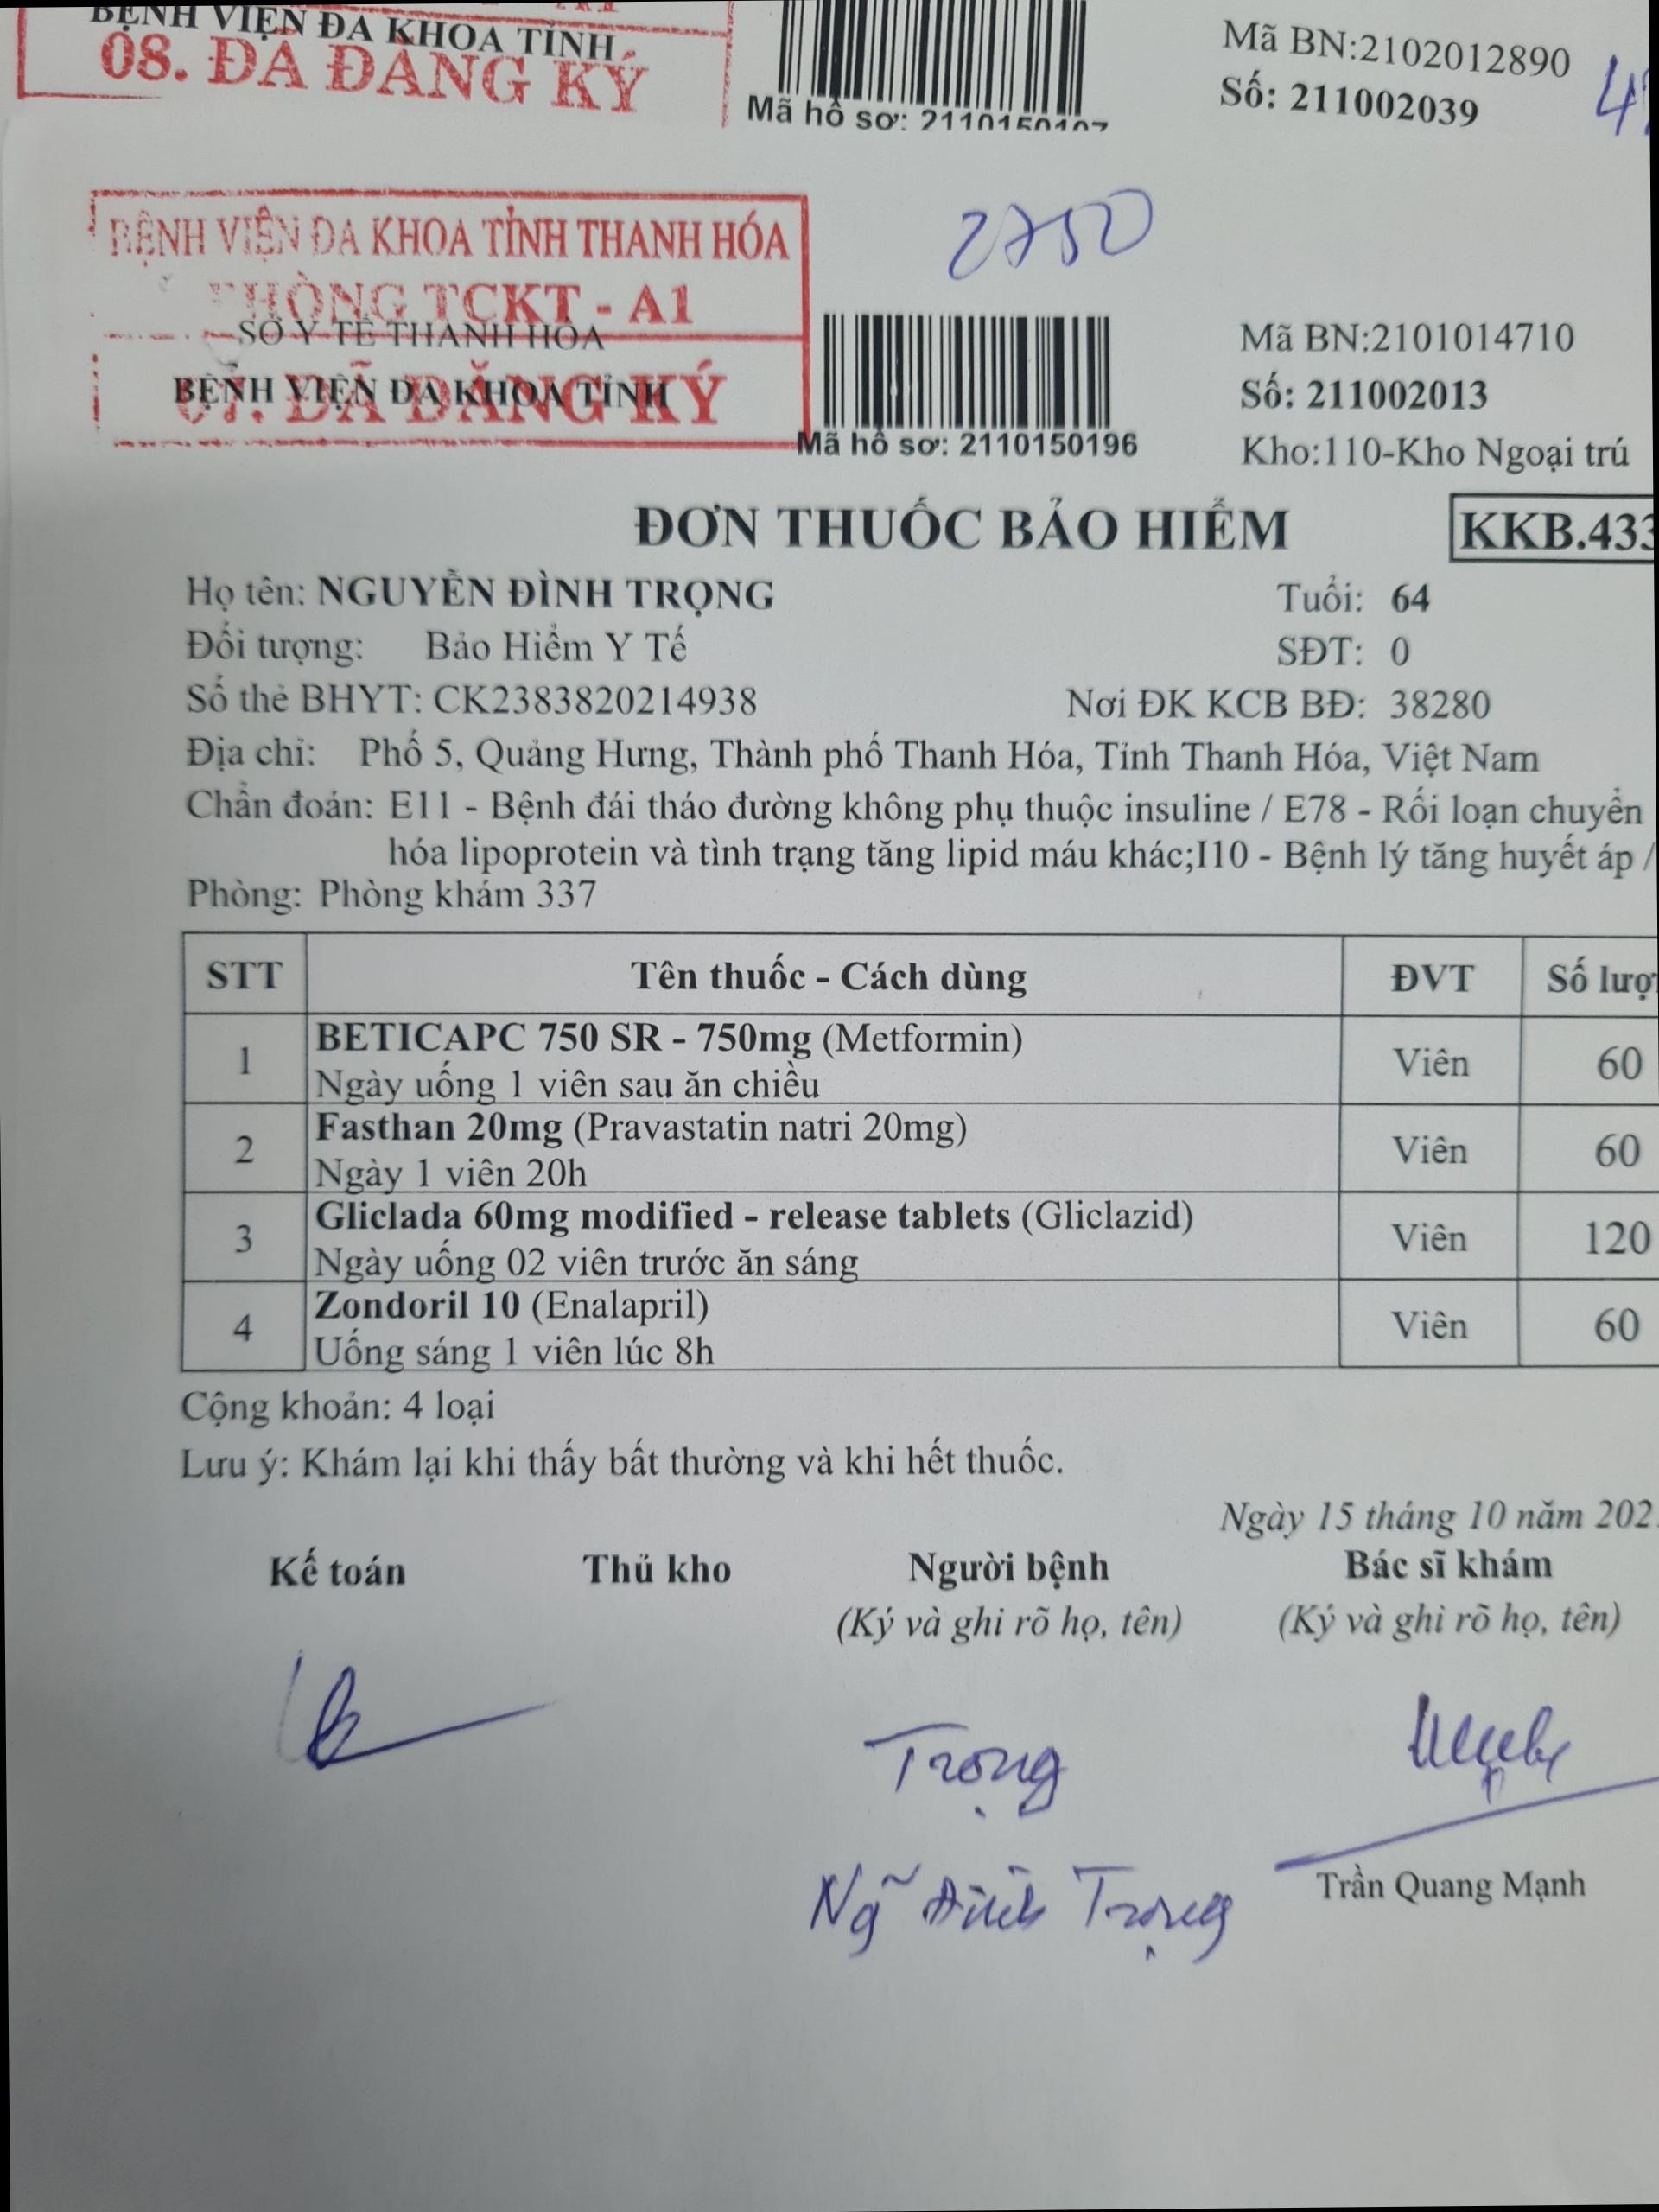 BỆNH VIỆN ĐA KHOA TỈNH
08. ĐÃ ĐĂNG KÝ
Mã hồ sơ: 2110150197
Mã BN:2102012890
Số: 211002039
BỆNH VIỆN ĐA KHOA TỈNH THANH HÓA
PHÒNG TCKT - A1
ĐÃ ĐĂNG KÝ
SỞ Y TẾ THANH HÓA
BỆNH VIỆN ĐA KHOA TỈNH
2750
Mã hồ sơ: 2110150196
Mã BN:2101014710
Số: 211002013
Kho:110-Kho Ngoại trú
ĐƠN THUỐC BẢO HIỂM
KKB.433
Họ tên: NGUYỄN ĐÌNH TRỌNG Tuổi: 64
Đối tượng: Bảo Hiểm Y Tế SĐT: 0
Số thẻ BHYT: CK2383820214938 Nơi ĐK KCB BĐ: 38280
Địa chỉ: Phố 5, Quảng Hưng, Thành phố Thanh Hóa, Tỉnh Thanh Hóa, Việt Nam
Chẩn đoán: E11 - Bệnh đái tháo đường không phụ thuộc insuline / E78 - Rối loạn chuyển
hóa lipoprotein và tình trạng tăng lipid máu khác;I10 - Bệnh lý tăng huyết áp /
Phòng: Phòng khám 337
STT Tên thuốc - Cách dùng ĐVT Số lượ
1 BETICAPC 750 SR - 750mg (Metformin) Viên 60
Ngày uống 1 viên sau ăn chiều
2 Fasthan 20mg (Pravastatin natri 20mg) Viên 60
Ngày 1 viên 20h
3 Gliclada 60mg modified - release tablets (Gliclazid) Viên 120
Ngày uống 02 viên trước ăn sáng
4 Zondoril 10 (Enalapril) Viên 60
Uống sáng 1 viên lúc 8h
Cộng khoản: 4 loại
Lưu ý: Khám lại khi thấy bất thường và khi hết thuốc.
Ngày 15 tháng 10 năm 202
Kế toán Thủ kho Người bệnh Bác sĩ khám
(Ký và ghi rõ họ, tên) (Ký và ghi rõ họ, tên)
Trọng
Ng~ Đình Trọng
Trần Quang Mạnh